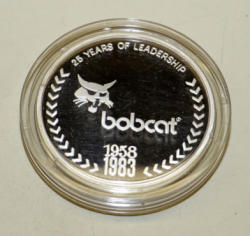 25 YEARS OF LEADERSHIP
bobcat®
1958
1983